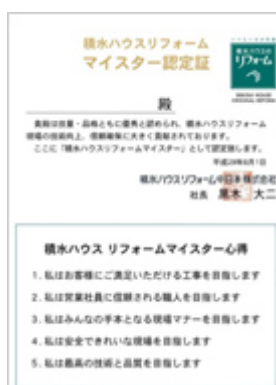 積水ハウスリフォーム
マイスター認定証
リフォーム
殿
貴殿は技量・品格ともに優秀と認められ、積水ハウスリフォーム
現場の技術向上、信頼確保に大きく貢献されております。
ここに「積水ハウスリフォームマイスター」として認定致します。
積水ハウスリフォーム中日本株式会社
社長 黒木 大二
積水ハウス リフォームマイスター心得
1. 私はお客様にご満足いただける工事を目指します
2. 私は営業社員に信頼される職人を目指します
3. 私はみんなの手本となる現場マナーを目指します
4. 私は安全できれいな現場を目指します
5. 私は最高の技術と品質を目指します